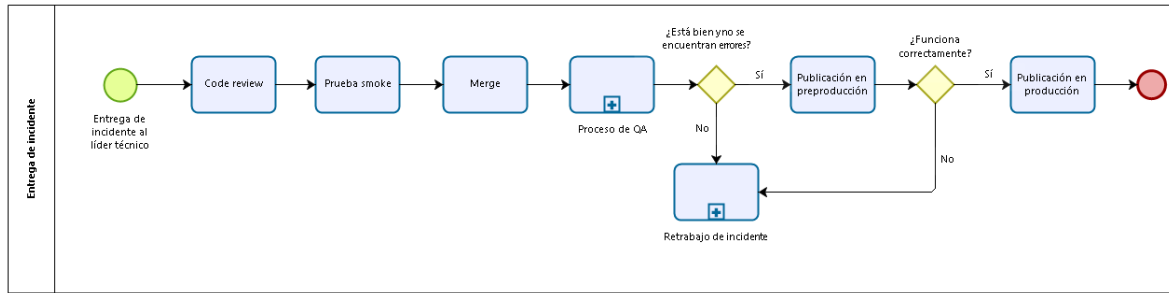 Entrega de incidente
Entrega de
incidente al
líder técnico
Code review
Prueba smoke
Merge
Proceso de QA
¿Está bien yno se
encuentran errores?
Sí
No
Retrabajo de incidente
Publicación en
preproducción
¿Funciona
correctamente?
Sí
No
Publicación en
producción